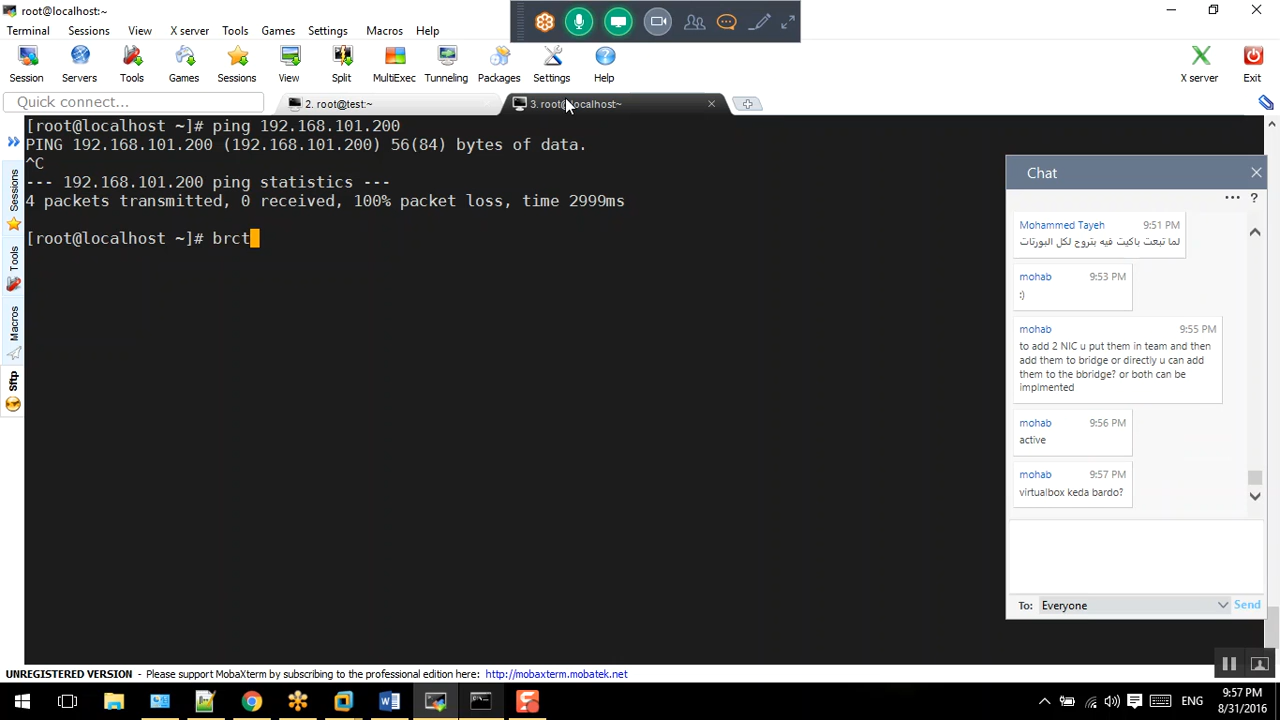 root@localhost:~
Terminal Sessions View X server Tools Games Settings Macros Help
Session Servers Tools Games Sessions View Split MultiExec Tunneling Packages Settings Help X server Exit
Quick connect...
2. root@test:~
3. root@localhost:~
[root@localhost ~]# ping 192.168.101.200
PING 192.168.101.200 (192.168.101.200) 56(84) bytes of data.
^C
--- 192.168.101.200 ping statistics ---
4 packets transmitted, 0 received, 100% packet loss, time 2999ms
[root@localhost ~]# brct
Sessions
Tools
Macros
Sftp
Chat
... ?
Mohammed Tayeh 9:51 PM
لما تبعت باكيت فيه بتروح لكل البورتات
mohab 9:53 PM
:)
mohab 9:55 PM
to add 2 NIC u put them in team and then
add them to bridge or directly u can add
them to the bbridge? or both can be
implmented
mohab 9:56 PM
active
mohab 9:57 PM
virtualbox keda bardo?
To: Everyone Send
UNREGISTERED VERSION - Please support MobaXterm by subscribing to the professional edition here: http://mobaxterm.mobatek.net
ENG
9:57 PM
8/31/2016